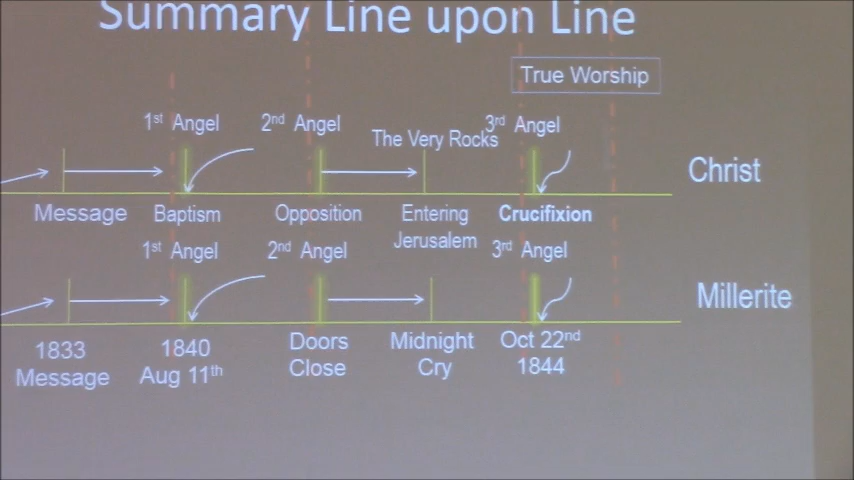 Summary Line upon Line
True Worship
1st Angel
2nd Angel
The Very Rocks
3rd Angel
Christ
Message
Baptism
Opposition
Entering
Jerusalem
Crucifixion
1st Angel
2nd Angel
3rd Angel
Millerite
1833
Message
1840
Aug 11th
Doors
Close
Midnight
Cry
Oct 22nd
1844